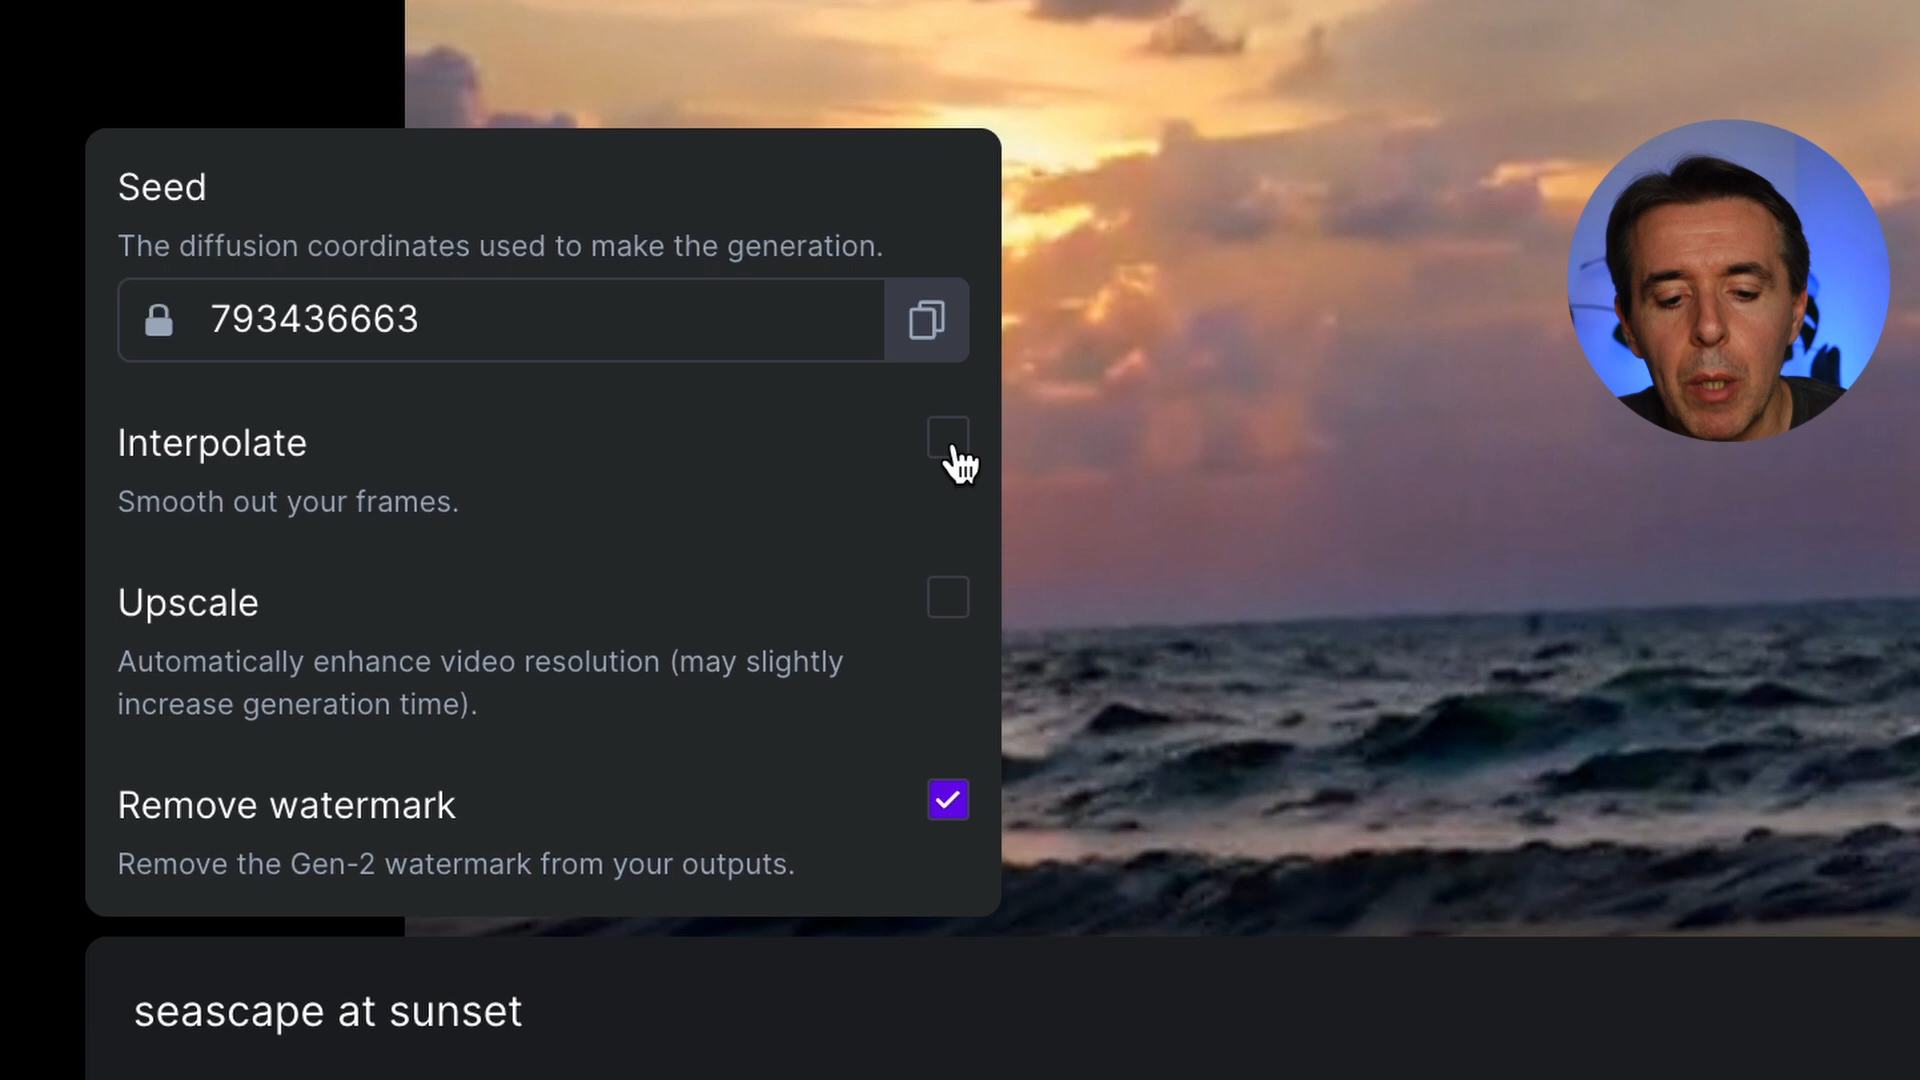 Seed
The diffusion coordinates used to make the generation.
793436663
Interpolate
Smooth out your frames.
Upscale
Automatically enhance video resolution (may slightly
increase generation time).
Remove watermark
Remove the Gen-2 watermark from your outputs.
seascape at sunset